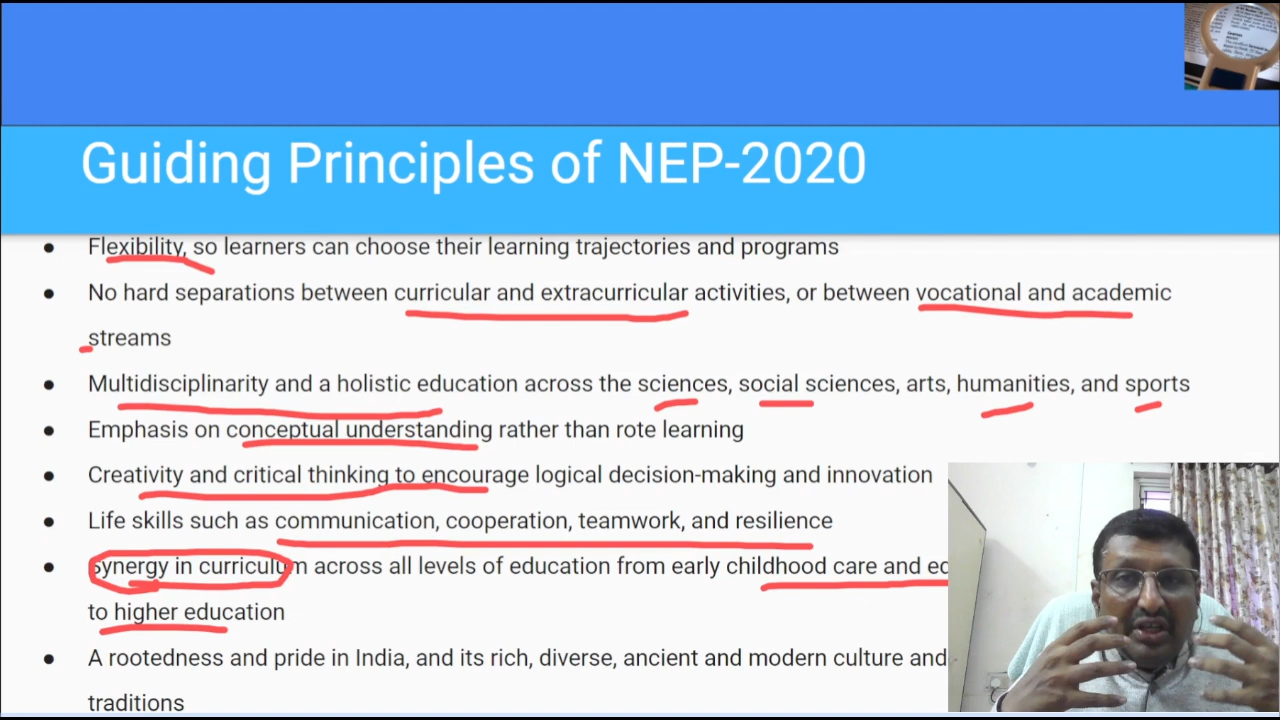 Guiding Principles of NEP-2020
● Flexibility, so learners can choose their learning trajectories and programs
● No hard separations between curricular and extracurricular activities, or between vocational and academic
streams
● Multidisciplinarity and a holistic education across the sciences, social sciences, arts, humanities, and sports
● Emphasis on conceptual understanding rather than rote learning
● Creativity and critical thinking to encourage logical decision-making and innovation
● Life skills such as communication, cooperation, teamwork, and resilience
● Synergy in curriculum across all levels of education from early childhood care and
to higher education
● A rootedness and pride in India, and its rich, diverse, ancient and modern culture and
traditions